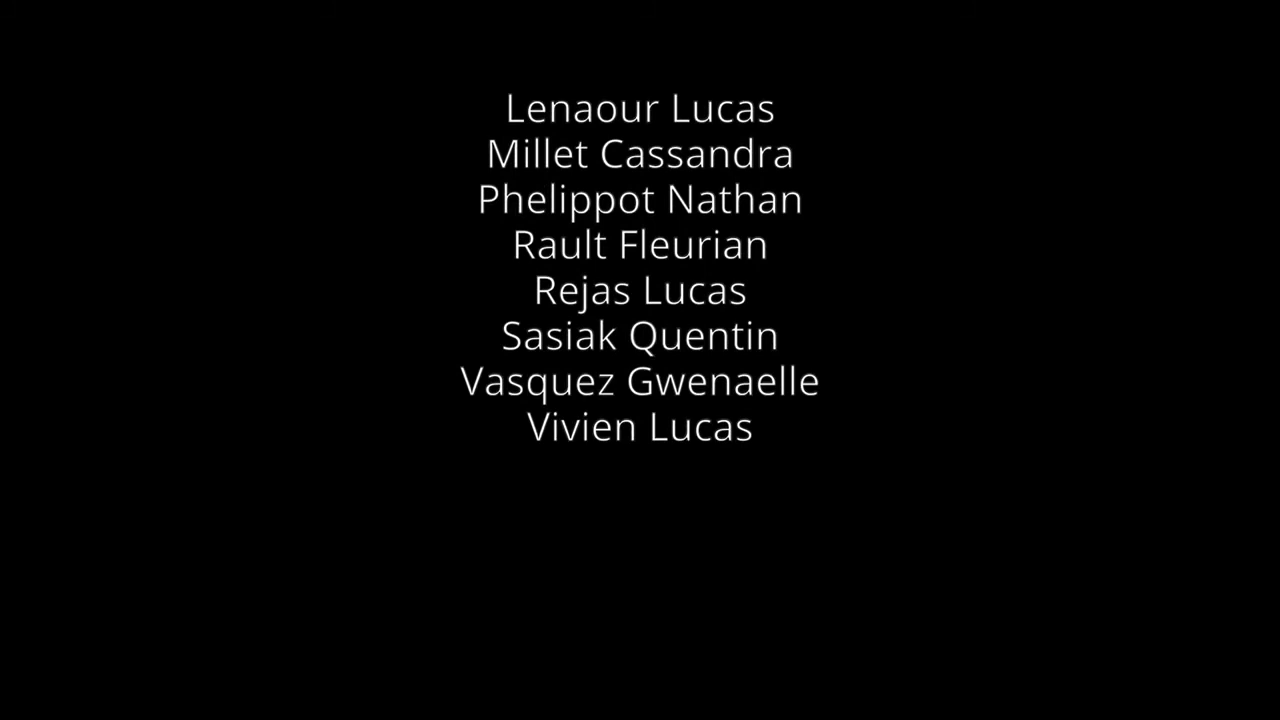 Lenaour Lucas
Millet Cassandra
Phelippot Nathan
Rault Fleurian
Rejas Lucas
Sasiak Quentin
Vasquez Gwenaelle
Vivien Lucas